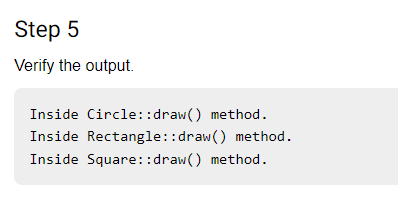 Step 5
Verify the output.
Inside Circle::draw() method.
Inside Rectangle::draw() method.
Inside Square::draw() method.